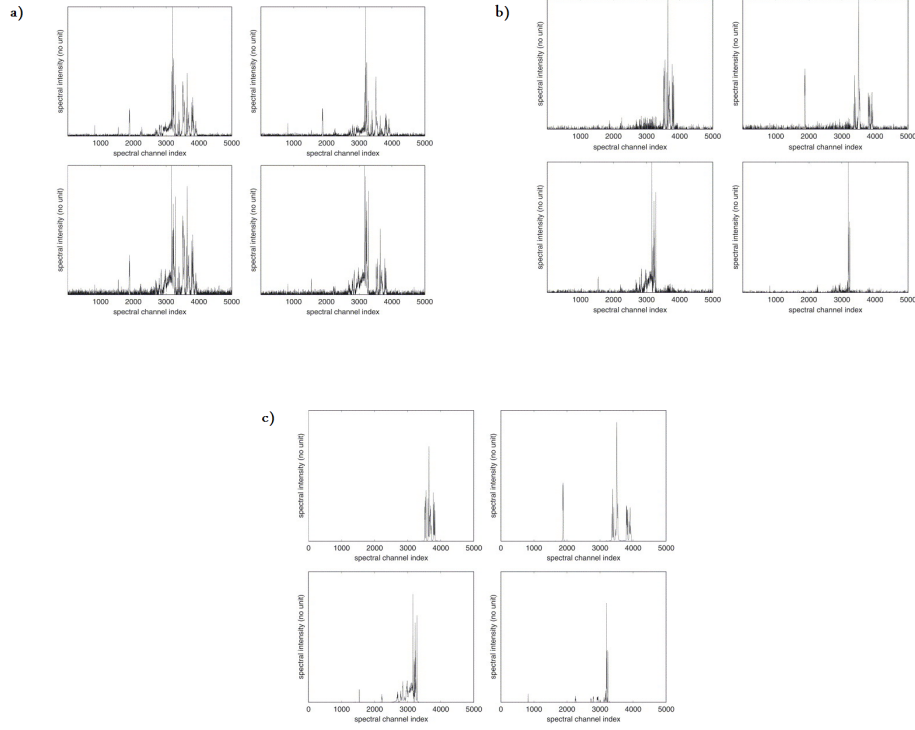 a)
spectral intensity (no unit)
1000 2000 3000 4000 5000
spectral channel index
spectral intensity (no unit)
1000 2000 3000 4000 5000
spectral channel index
spectral intensity (no unit)
1000 2000 3000 4000 5000
spectral channel index
spectral intensity (no unit)
1000 2000 3000 4000 5000
spectral channel index
b)
spectral intensity (no unit)
1000 2000 3000 4000 5000
spectral channel index
spectral intensity (no unit)
1000 2000 3000 4000 5000
spectral channel index
spectral intensity (no unit)
1000 2000 3000 4000 5000
spectral channel index
spectral intensity (no unit)
1000 2000 3000 4000 5000
spectral channel index
c)
spectral intensity (no unit)
0 1000 2000 3000 4000 5000
spectral channel index
spectral intensity (no unit)
0 1000 2000 3000 4000 5000
spectral channel index
spectral intensity (no unit)
0 1000 2000 3000 4000 5000
spectral channel index
spectral intensity (no unit)
0 1000 2000 3000 4000 5000
spectral channel index